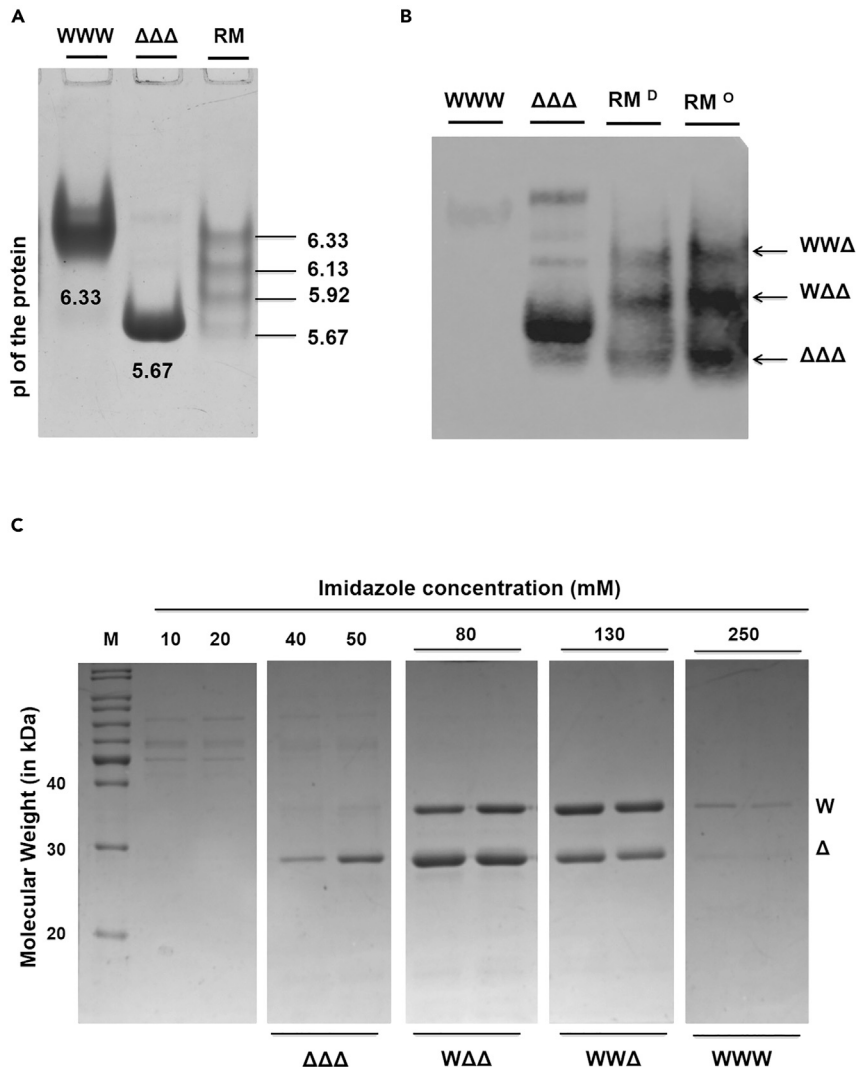 A
WWW ΔΔΔ RM
pI of the protein
6.33
5.67
6.33
6.13
5.92
5.67
B
WWW ΔΔΔ RM D RM O
WWΔ
WΔΔ
ΔΔΔ
C
Imidazole concentration (mM)
M 10 20 40 50 80 130 250
Molecular Weight (in kDa)
40
30
20
W
Δ
ΔΔΔ WΔΔ WWΔ WWW